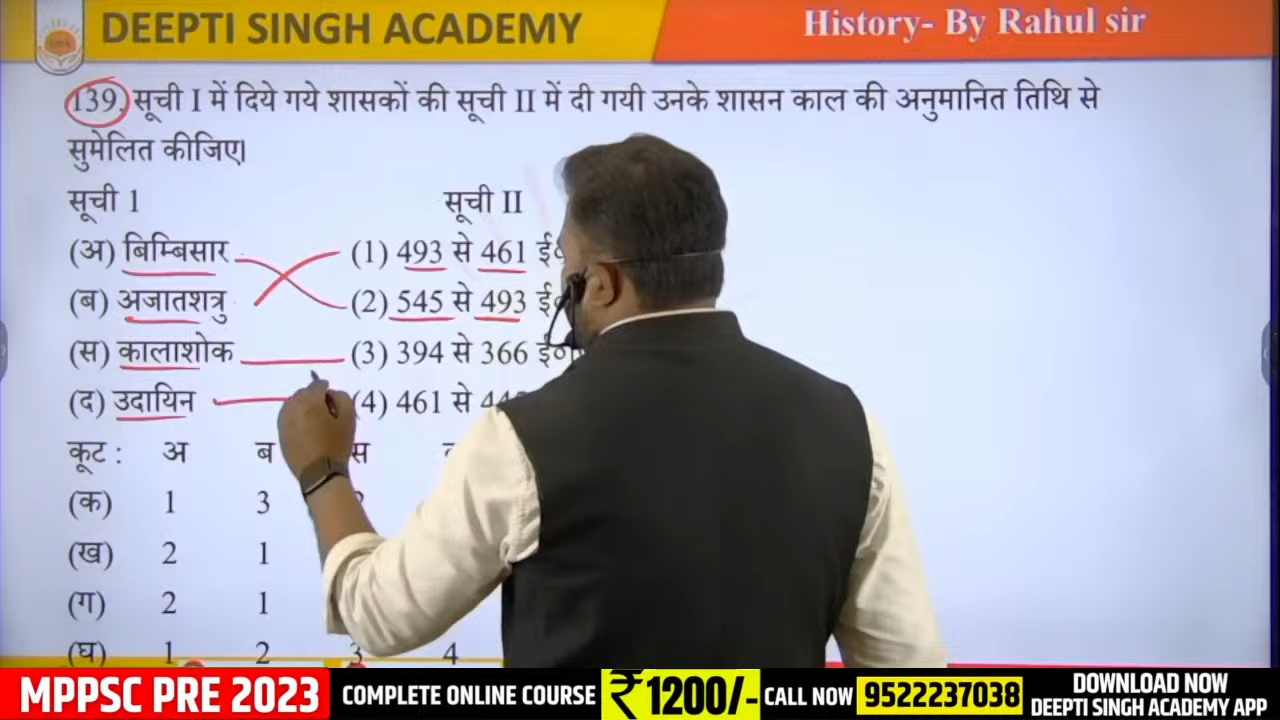 DEEPTI SINGH ACADEMY
History- By Rahul sir
139. सूची I में दिये गये शासकों की सूची II में दी गयी उनके शासन काल की अनुमानित तिथि से
सुमेलित कीजिए।
सूची 1 सूची II
(अ) बिम्बिसार (1) 493 से 461
(ब) अजातशत्रु (2) 545 से 493
(स) कालाशोक (3) 394 से 366
(द) उदायिन (4) 461 से
कूट : अ ब स
(क) 1 3
(ख) 2 1
(ग) 2 1
(घ) 1 2 3 4
MPPSC PRE 2023 COMPLETE ONLINE COURSE ₹1200/- CALL NOW 9522237038 DOWNLOAD NOW
DEEPTI SINGH ACADEMY APP